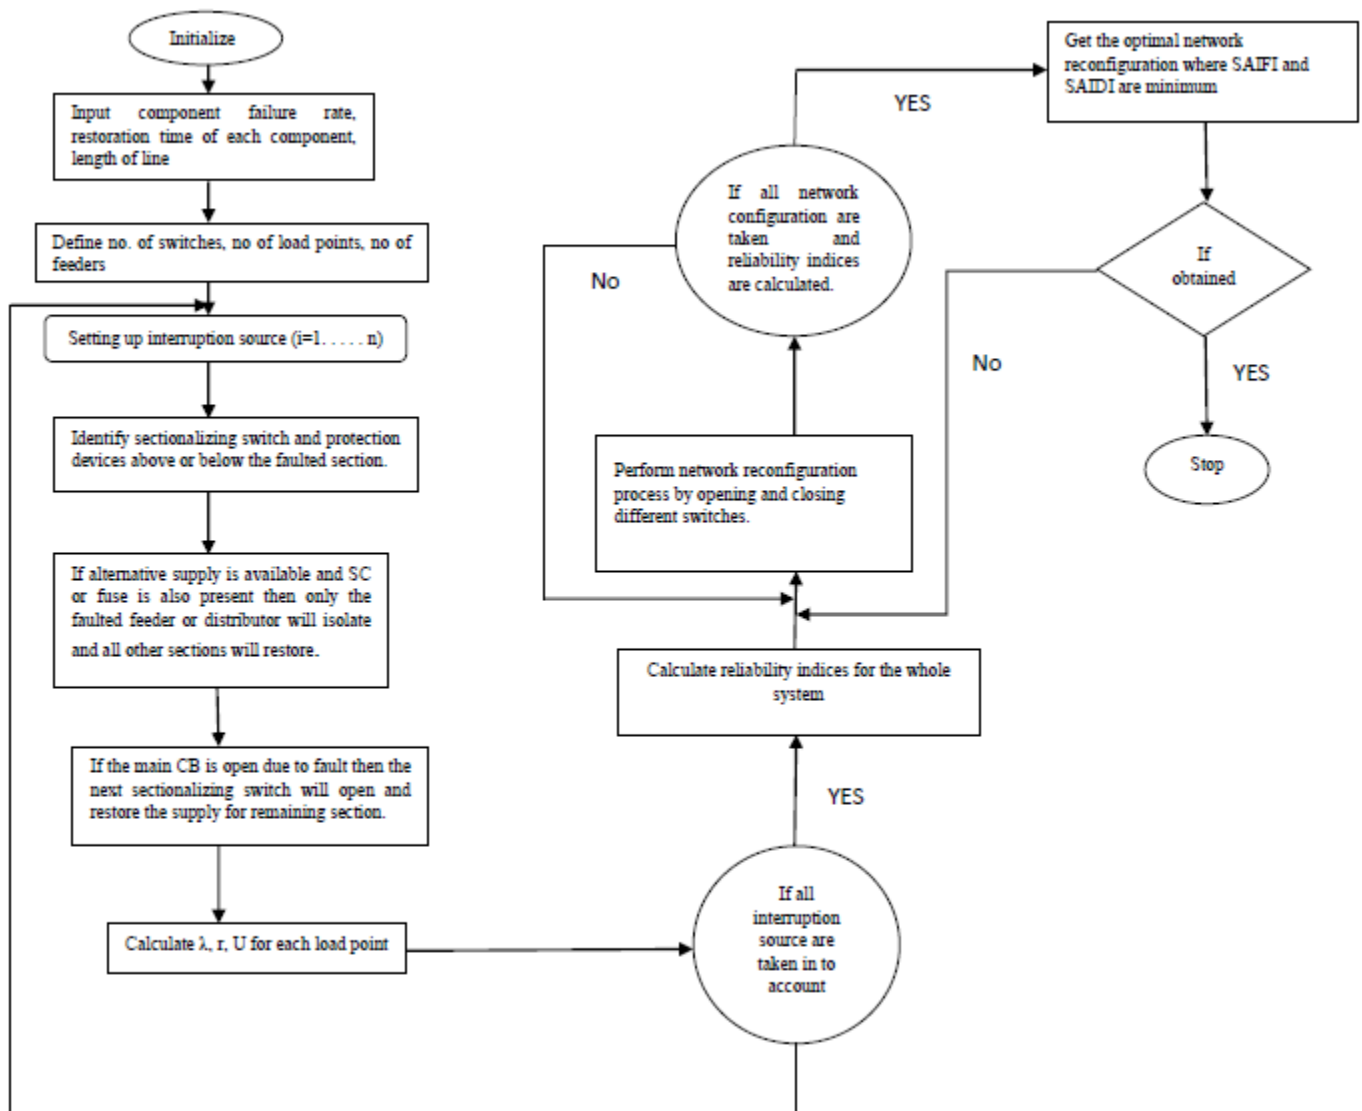 Initialize
Input component failure rate,
restoration time of each component,
length of line
Define no. of switches, no of load points, no of
feeders
Setting up interruption source (i=1. . . . . n)
Identify sectionalizing switch and protection
devices above or below the faulted section.
If alternative supply is available and SC
or fuse is also present then only the
faulted feeder or distributor will isolate
and all other sections will restore.
If the main CB is open due to fault then the
next sectionalizing switch will open and
restore the supply for remaining section.
Calculate λ, r, U for each load point
If all
interruption
source are
taken in to
account
YES
Calculate reliability indices for the whole
system
Perform network reconfiguration
process by opening and closing
different switches.
If all network
configuration are
taken and
reliability indices
are calculated.
No
YES
Get the optimal network
reconfiguration where SAIFI and
SAIDI are minimum
If
obtained
No
YES
Stop